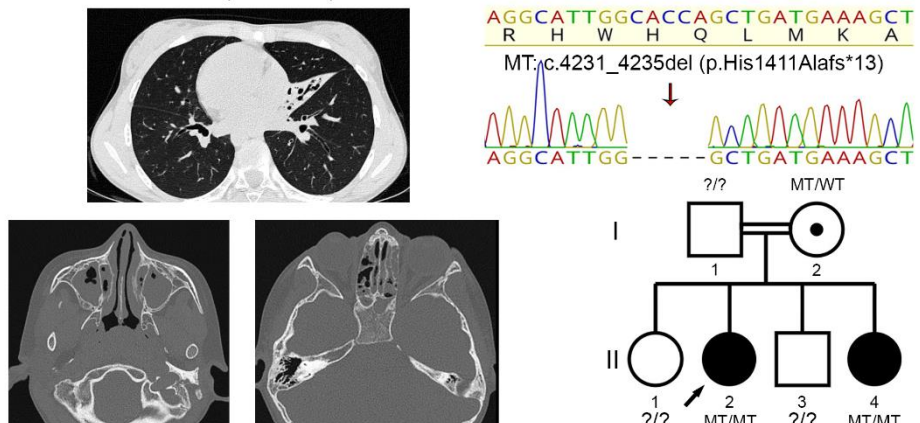 AGGCATTGGCACCAGCTGATGAAAGCT
R H W H Q L M K A
MT: c.4231_4235del (p.His1411Alafs*13)
AGGCATTGG-----GCTGATGAAAGCT
?/? MT/WT
I
1 2
II
1 2 3 4
?/? MT/MT ?/? MT/MT